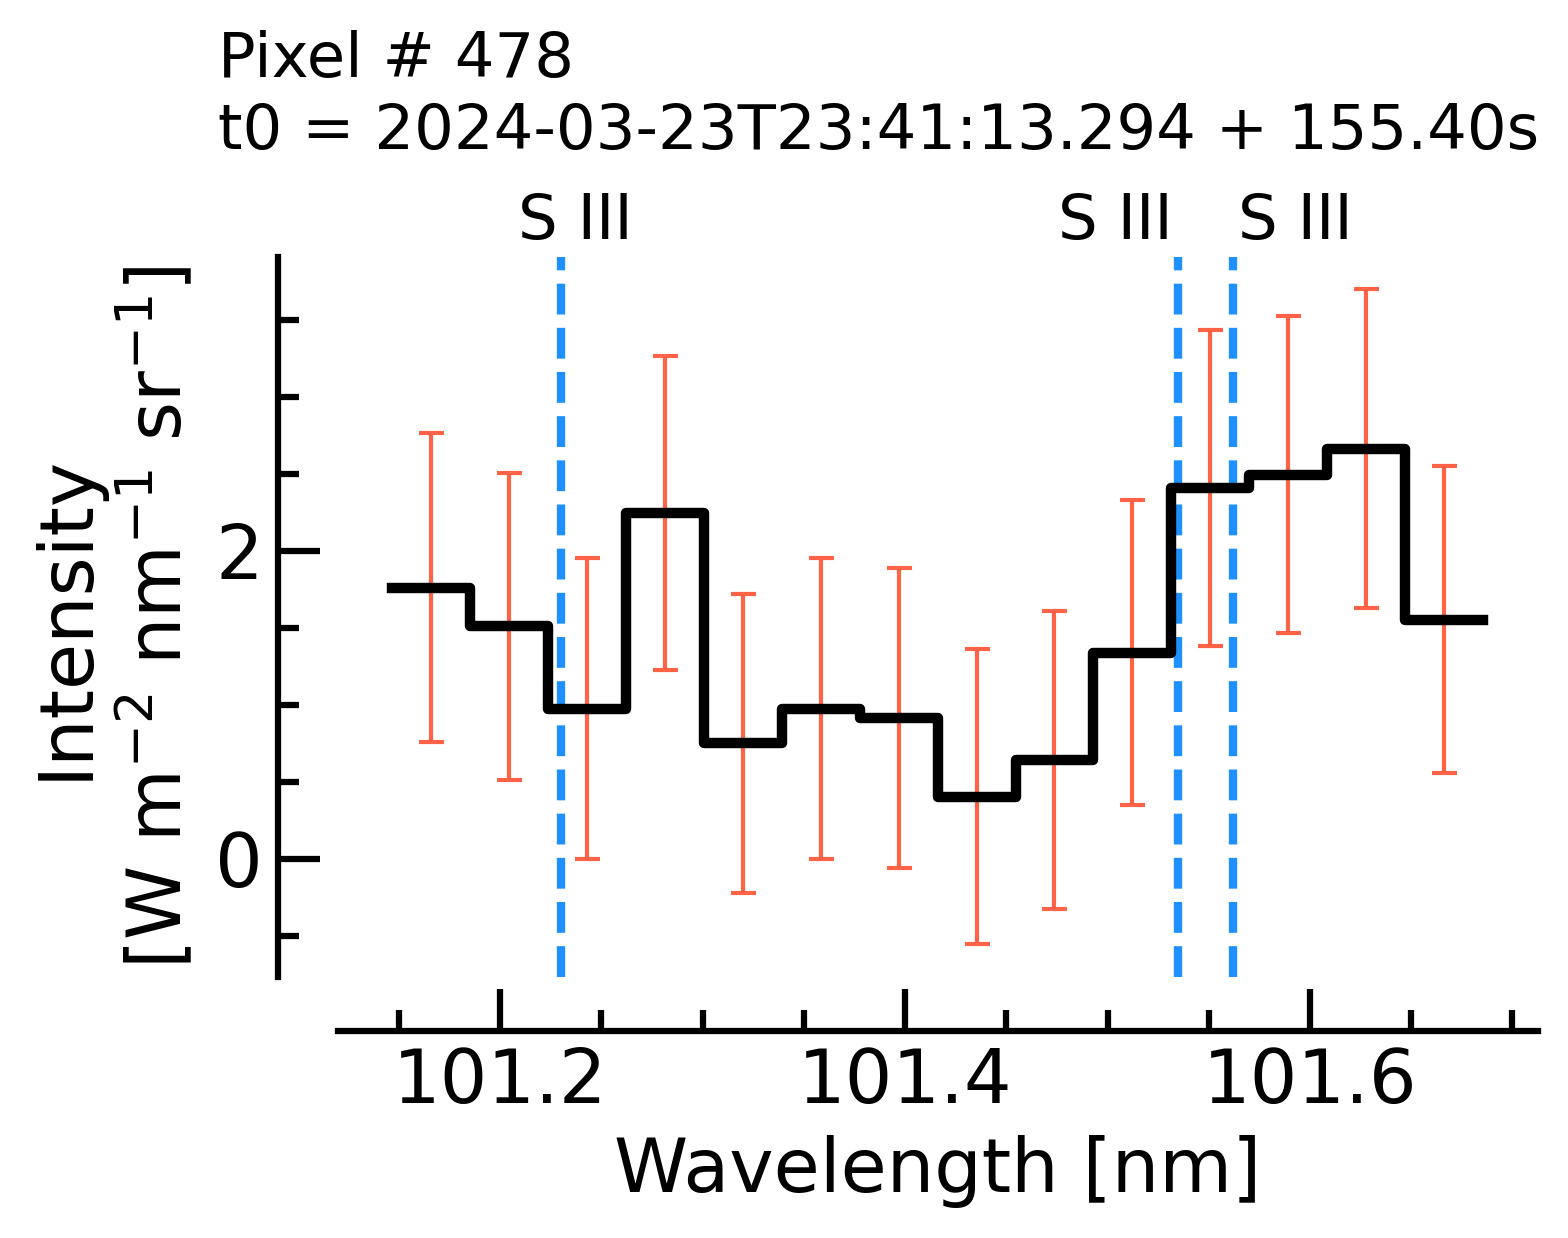 Pixel # 478
t0 = 2024-03-23T23:41:13.294 + 155.40s
S III S III S III
Intensity
[W m⁻² nm⁻¹ sr⁻¹]
2
0
101.2 101.4 101.6
Wavelength [nm]